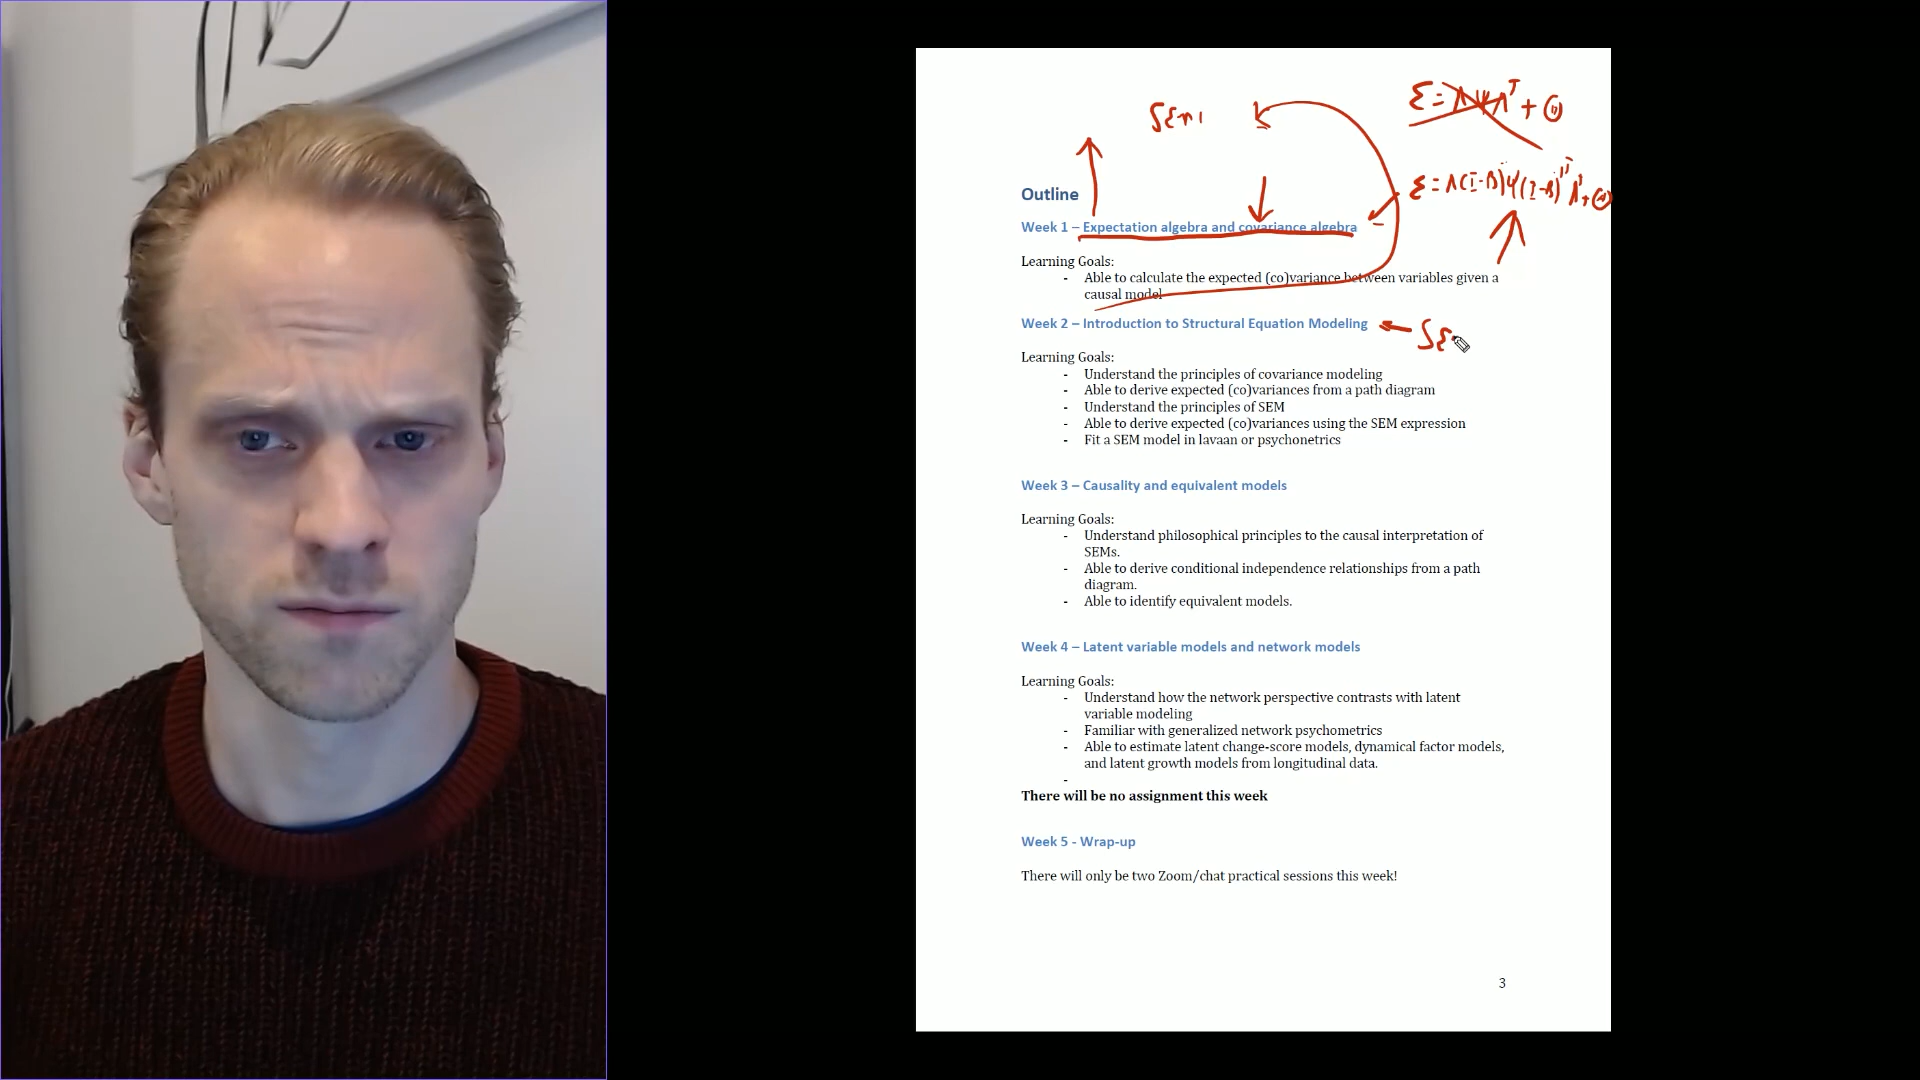 Σ = ΛΨΛᵀ + Θ
SEM 1
Σ = Λ(I-B)Ψ(I-B)
Outline
Week 1 – Expectation algebra and covariance algebra
Learning Goals:
- Able to calculate the expected (co)variance between variables given a
causal model
Week 2 – Introduction to Structural Equation Modeling
SE
Learning Goals:
- Understand the principles of covariance modeling
- Able to derive expected (co)variances from a path diagram
- Understand the principles of SEM
- Able to derive expected (co)variances using the SEM expression
- Fit a SEM model in lavaan or psychonetrics
Week 3 – Causality and equivalent models
Learning Goals:
- Understand philosophical principles to the causal interpretation of
SEMs.
- Able to derive conditional independence relationships from a path
diagram.
- Able to identify equivalent models.
Week 4 – Latent variable models and network models
Learning Goals:
- Understand how the network perspective contrasts with latent
variable modeling
- Familiar with generalized network psychometrics
- Able to estimate latent change-score models, dynamical factor models,
and latent growth models from longitudinal data.
-
There will be no assignment this week
Week 5 - Wrap-up
There will only be two Zoom/chat practical sessions this week!
3